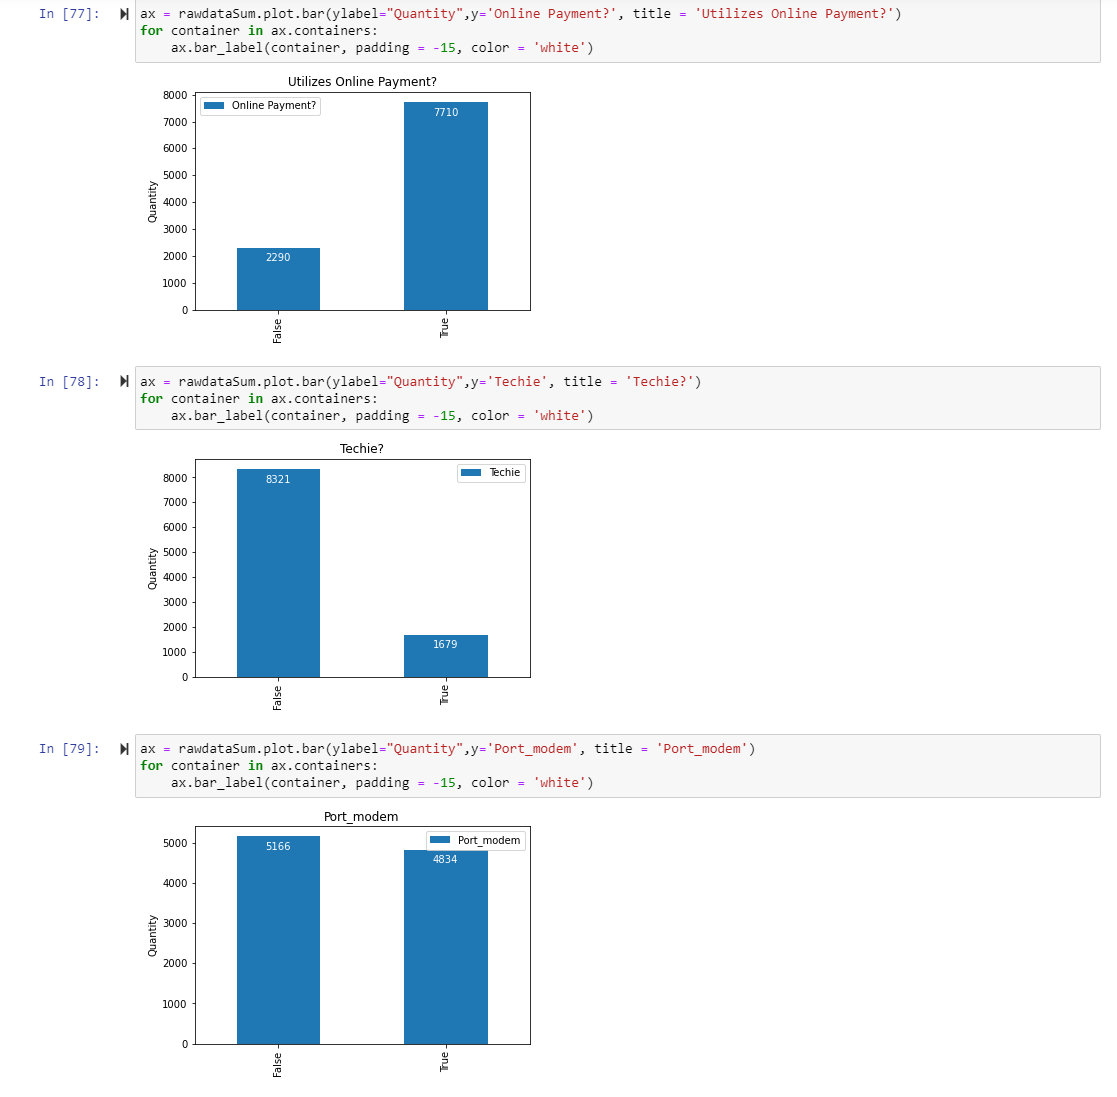 In [77]:
ax = rawdataSum.plot.bar(ylabel="Quantity",y='Online Payment?', title = 'Utilizes Online Payment?')
for container in ax.containers:
    ax.bar_label(container, padding = -15, color = 'white')
Utilizes Online Payment?
Online Payment?
8000
7000
6000
5000
4000
3000
2000
1000
0
Quantity
2290
7710
False
True
In [78]:
ax = rawdataSum.plot.bar(ylabel="Quantity",y='Techie', title = 'Techie?')
for container in ax.containers:
    ax.bar_label(container, padding = -15, color = 'white')
Techie?
Techie
8000
7000
6000
5000
4000
3000
2000
1000
0
Quantity
8321
1679
False
True
In [79]:
ax = rawdataSum.plot.bar(ylabel="Quantity",y='Port_modem', title = 'Port_modem')
for container in ax.containers:
    ax.bar_label(container, padding = -15, color = 'white')
Port_modem
Port_modem
5000
4000
3000
2000
1000
0
Quantity
5166
4834
False
True